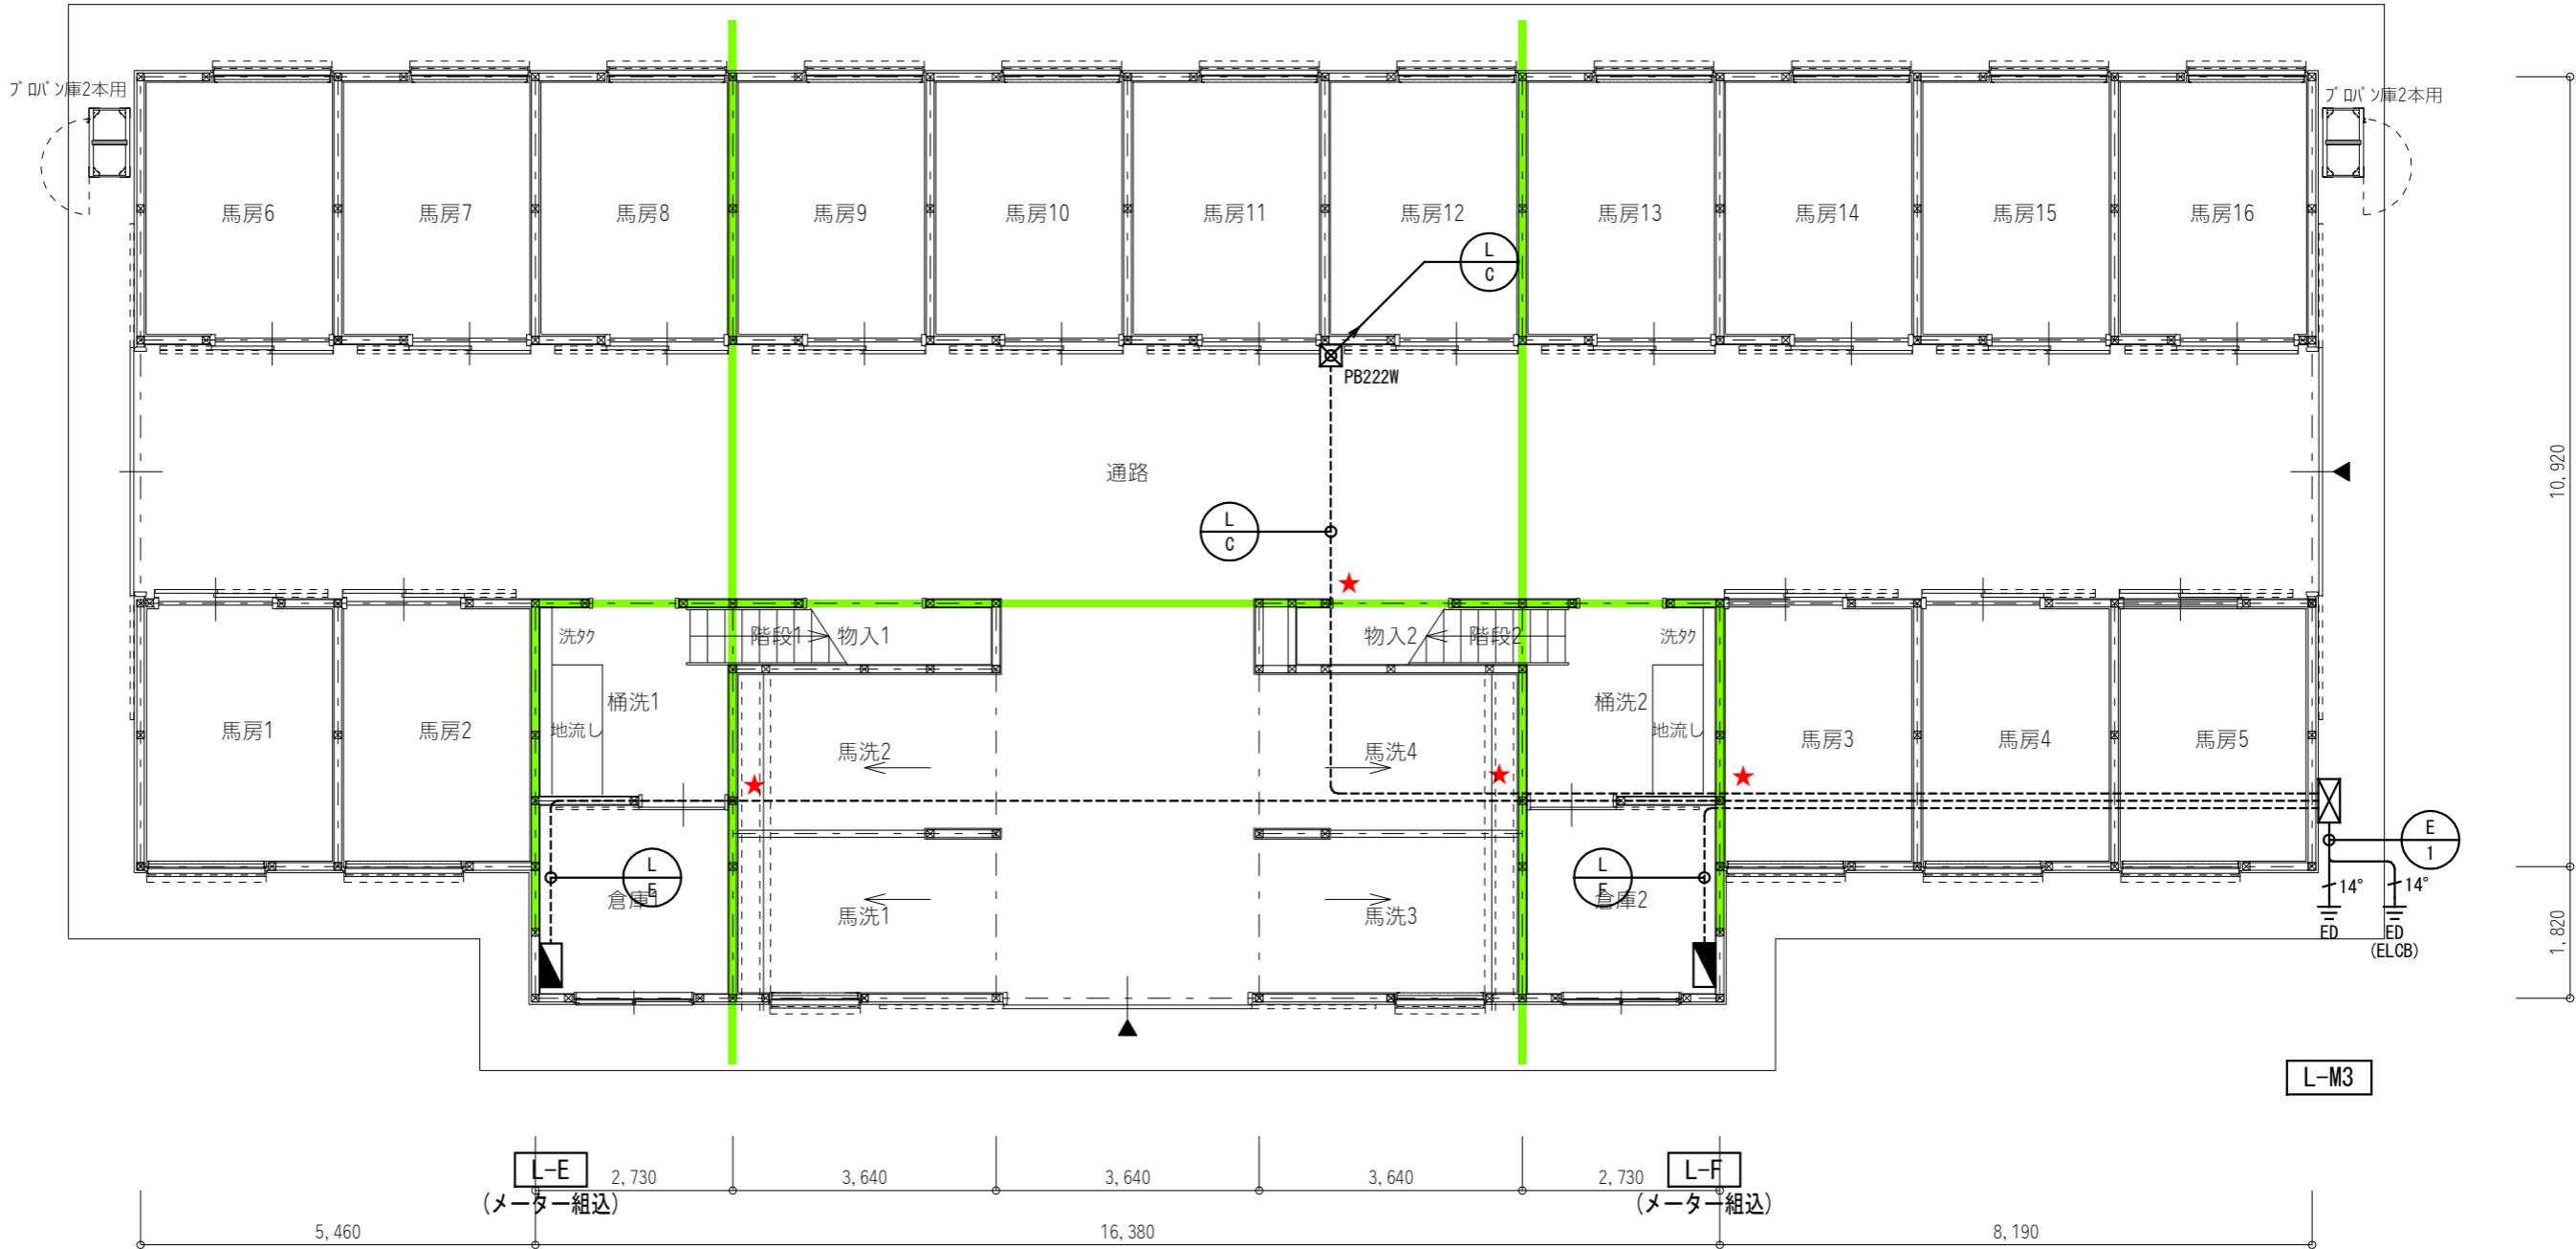 プロパン庫2本用
プロパン庫2本用
馬房6
馬房7
馬房8
馬房9
馬房10
馬房11
馬房12
馬房13
馬房14
馬房15
馬房16
L
C
PB222W
通路
L
C
10,920
洗タク
階段1
物入1
物入2
階段2
洗タク
桶洗1
桶洗2
地流し
地流し
馬房1
馬房2
馬洗2
馬洗4
馬房3
馬房4
馬房5
L
E
倉庫1
馬洗1
馬洗3
L
F
倉庫2
E
1
14°
14°
ED
ED
(ELCB)
1,820
L-M3
L-E
(メーター組込)
2,730
3,640
3,640
3,640
L-F
(メーター組込)
2,730
5,460
16,380
8,190